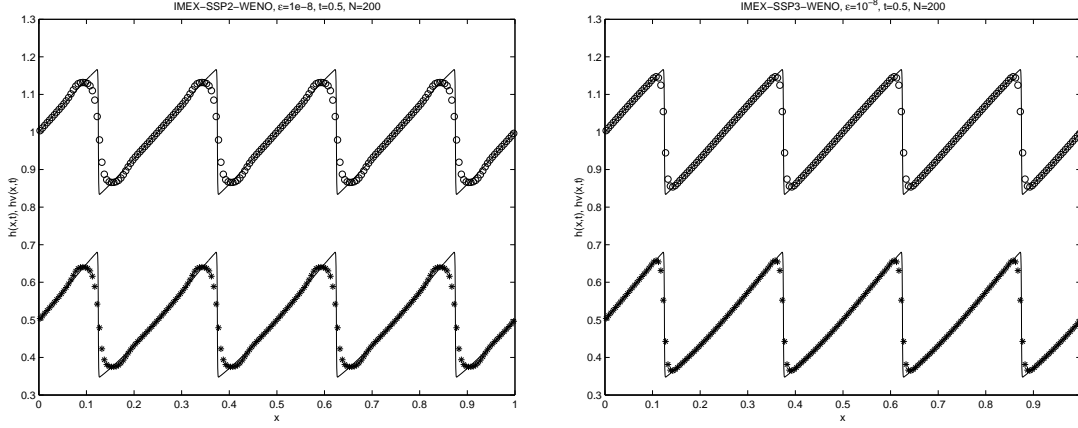 IMEX-SSP2-WENO, ε=1e-8, t=0.5, N=200
1.3
1.2
1.1
1
0.9
0.8
0.7
0.6
0.5
0.4
0.3
h(x,t), hv(x,t)
0 0.1 0.2 0.3 0.4 0.5 0.6 0.7 0.8 0.9 1
x
IMEX-SSP3-WENO, ε=10⁻⁸, t=0.5, N=200
1.3
1.2
1.1
1
0.9
0.8
0.7
0.6
0.5
0.4
0.3
h(x,t), hv(x,t)
0 0.1 0.2 0.3 0.4 0.5 0.6 0.7 0.8 0.9
x